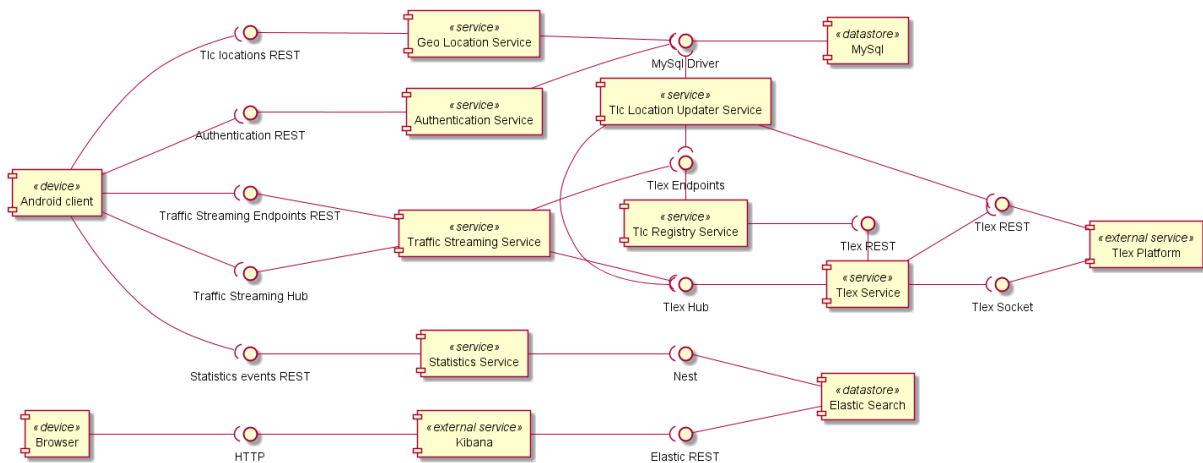 «service»
Geo Location Service
Tlc locations REST
MySql Driver
«datastore»
MySql
«service»
Authentication Service
Authentication REST
«service»
Tlc Location Updater Service
«device»
Android client
Traffic Streaming Endpoints REST
«service»
Traffic Streaming Service
Tlex Endpoints
«service»
Tlc Registry Service
Tlex REST
Tlex REST
«external service»
Tlex Platform
Traffic Streaming Hub
Tlex Hub
«service»
Tlex Service
Tlex Socket
Statistics events REST
«service»
Statistics Service
Nest
«datastore»
Elastic Search
«device»
Browser
HTTP
«external service»
Kibana
Elastic REST